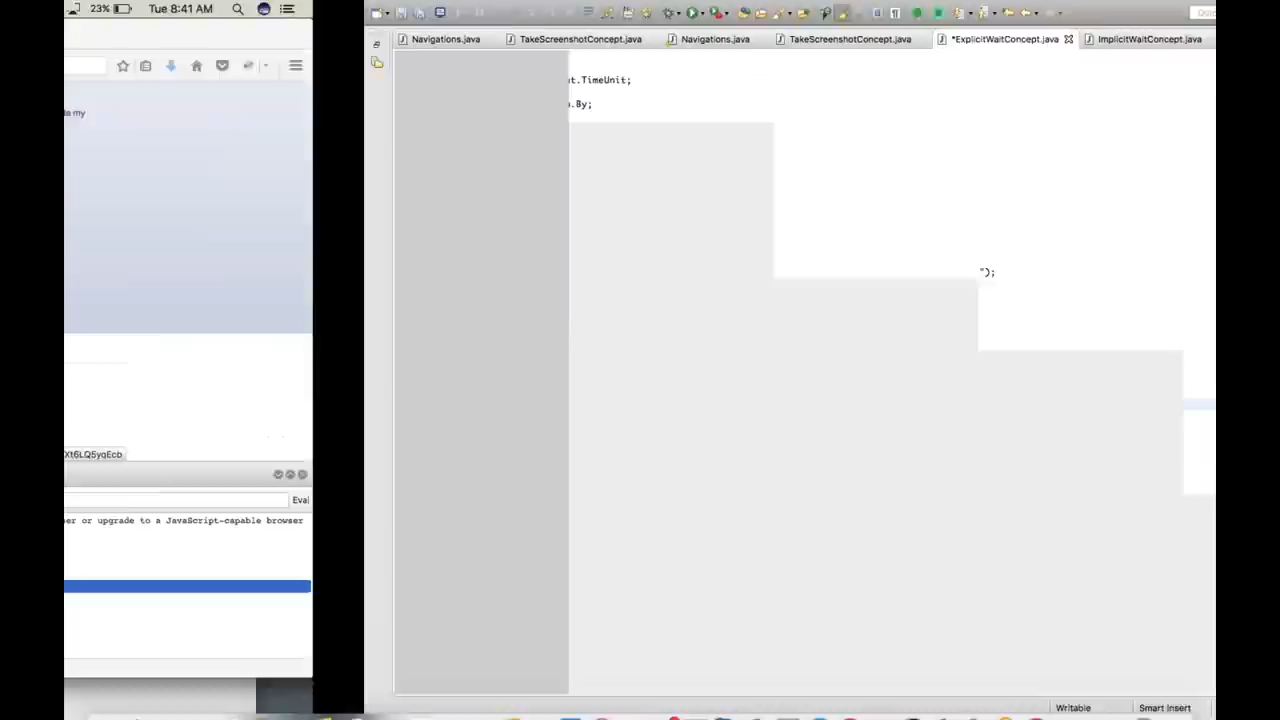 23%
Tue 8:41 AM
Navigations.java
TakeScreenshotConcept.java
Navigations.java
TakeScreenshotConcept.java
*ExplicitWaitConcept.java
ImplicitWaitConcept.java
t.TimeUnit;
.By;
my
");
Xt6LQ5yqEcb
Eval
er or upgrade to a JavaScript-capable browser
Writable
Smart Insert